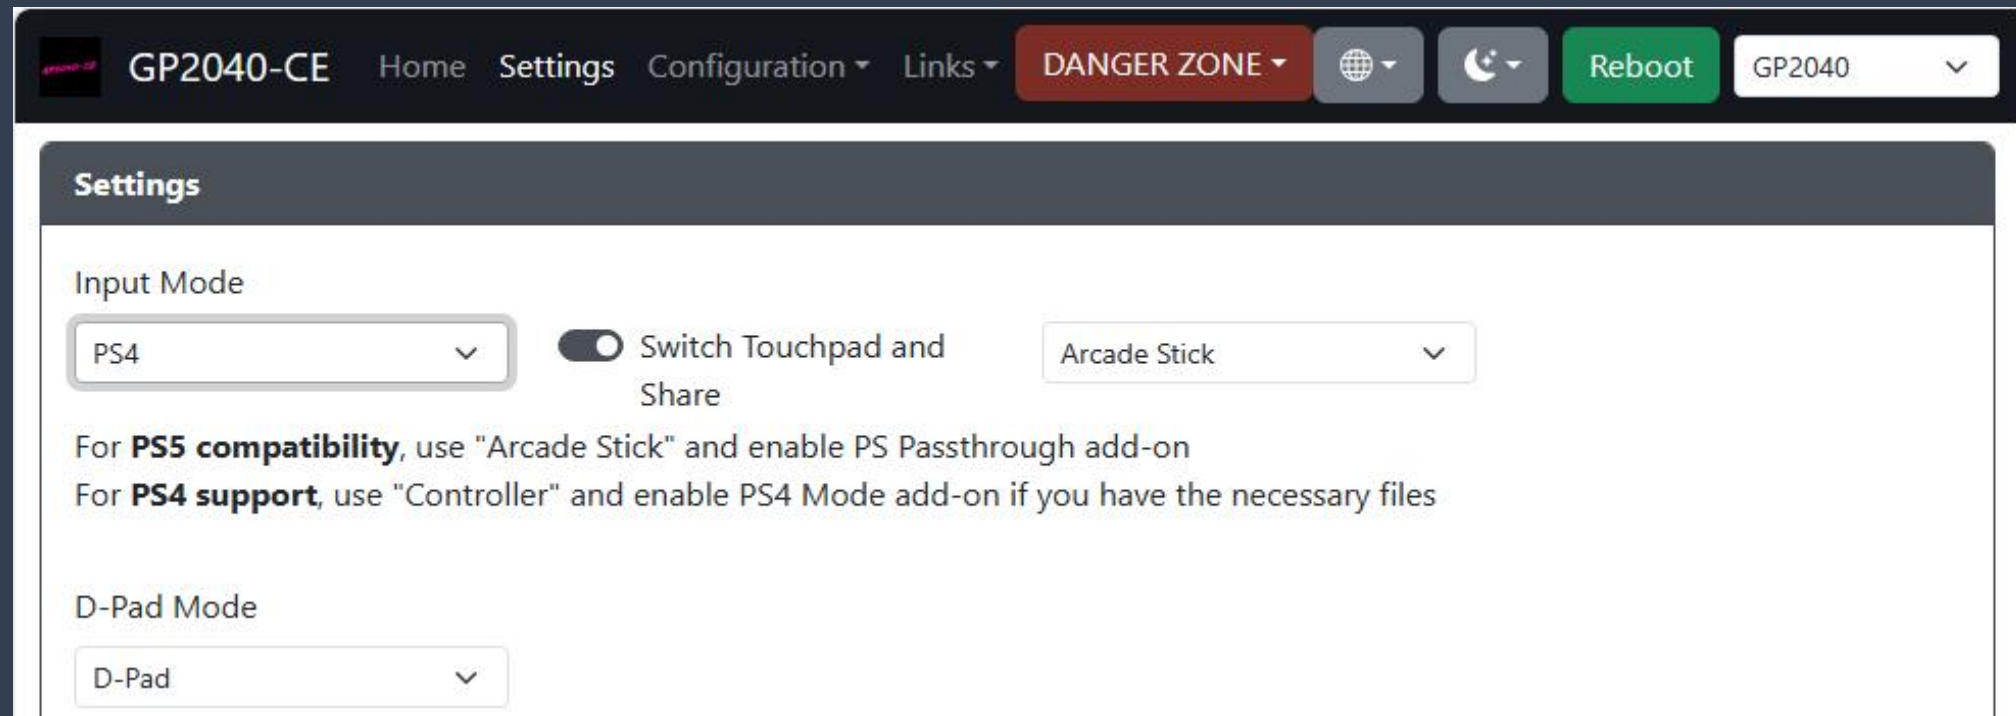 GP2040-CE Home Settings Configuration Links DANGER ZONE Reboot GP2040
Settings
Input Mode
PS4 Switch Touchpad and Share Arcade Stick
For PS5 compatibility, use "Arcade Stick" and enable PS Passthrough add-on
For PS4 support, use "Controller" and enable PS4 Mode add-on if you have the necessary files
D-Pad Mode
D-Pad